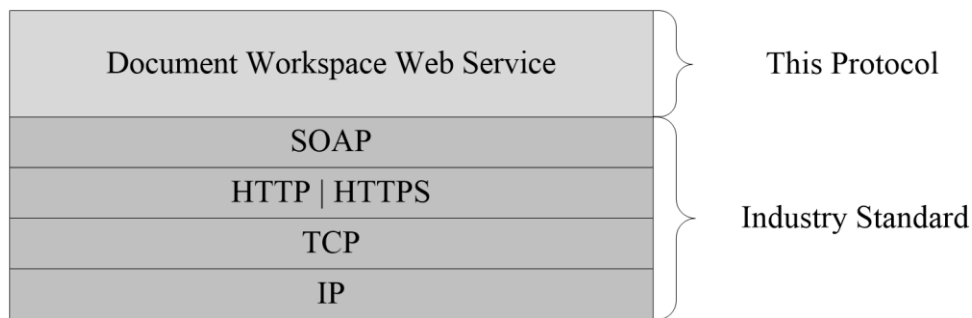 Document Workspace Web Service
This Protocol
SOAP
HTTP | HTTPS
TCP
IP
Industry Standard